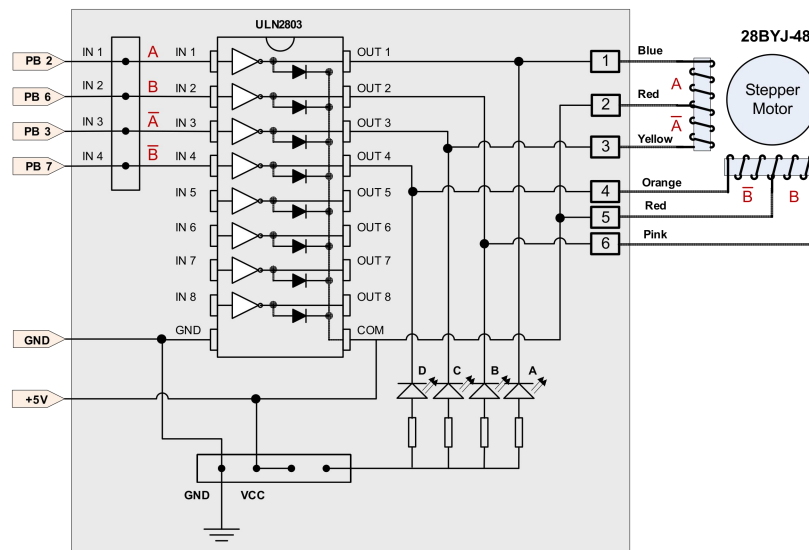 ULN2803
28BYJ-48
PB 2 IN 1 A IN 1 OUT 1 1 Blue
PB 6 IN 2 B IN 2 OUT 2 2 Red A
PB 3 IN 3 A̅ IN 3 OUT 3 3 Yellow A̅
Stepper
Motor
PB 7 IN 4 B̅ IN 4 OUT 4 4 Orange
IN 5 OUT 5 5 Red B̅ B
IN 6 OUT 6 6 Pink
IN 7 OUT 7
IN 8 OUT 8
GND GND COM
D C B A
+5V
GND VCC